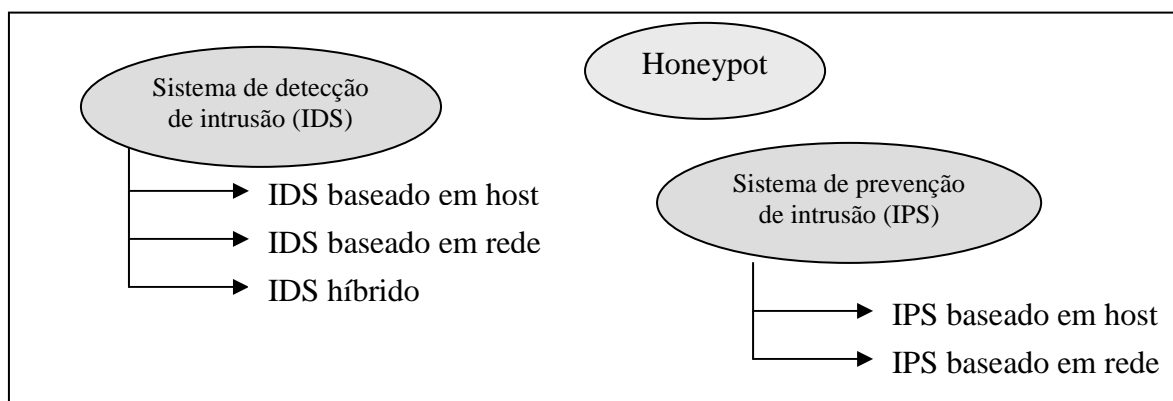 Sistema de detecção
de intrusão (IDS)
IDS baseado em host
IDS baseado em rede
IDS híbrido
Honeypot
Sistema de prevenção
de intrusão (IPS)
IPS baseado em host
IPS baseado em rede